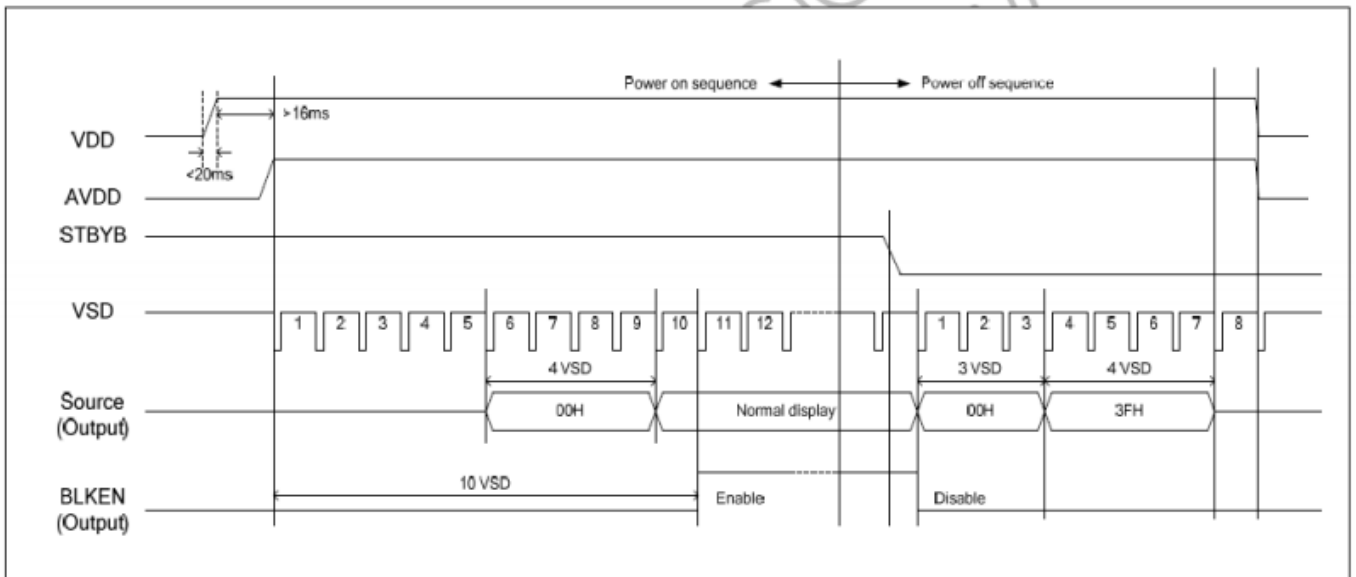 Power on sequence Power off sequence
>16ms
VDD
<20ms
AVDD
STBYB
VSD 1 2 3 4 5 6 7 8 9 10 11 12 1 2 3 4 5 6 7 8
4 VSD 3 VSD 4 VSD
Source 00H Normal display 00H 3FH
(Output)
10 VSD
BLKEN Enable Disable
(Output)